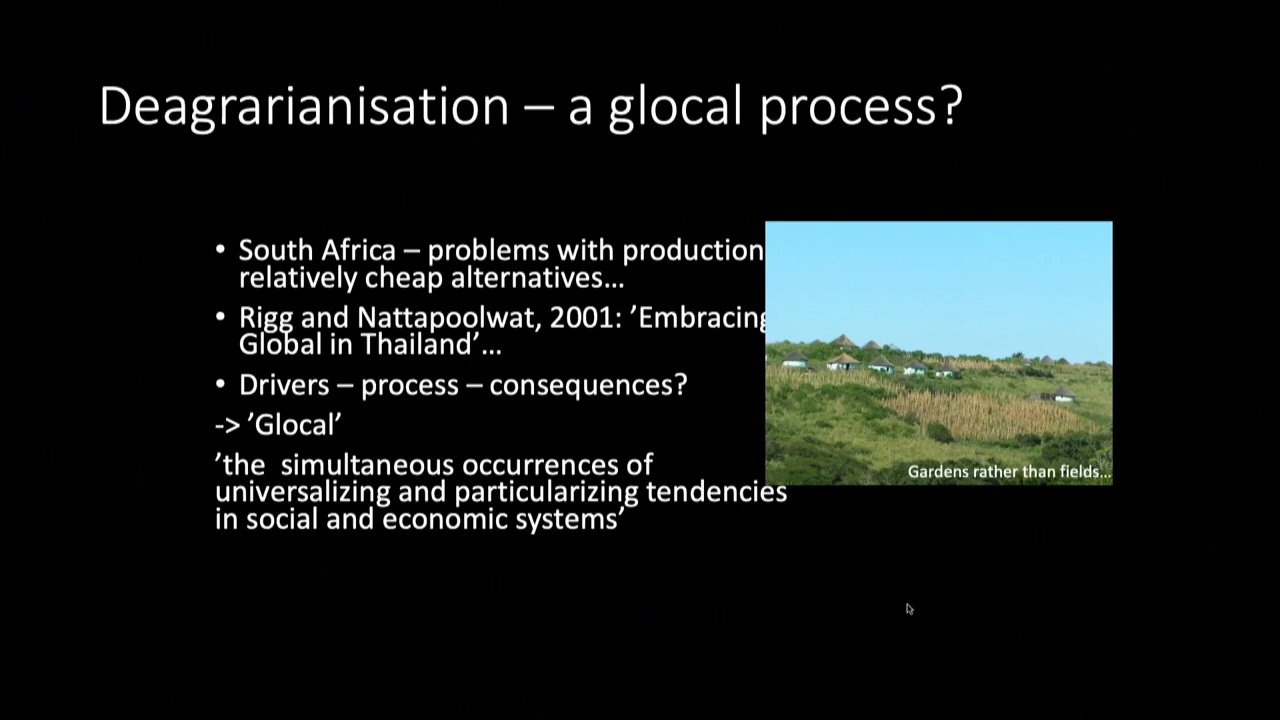 Deagrarianisation – a glocal process?
• South Africa – problems with production
relatively cheap alternatives…
• Rigg and Nattapoolwat, 2001: ’Embracing
Global in Thailand’…
• Drivers – process – consequences?
-> ’Glocal’
’the  simultaneous occurrences of
universalizing and particularizing tendencies
in social and economic systems’
Gardens rather than fields…